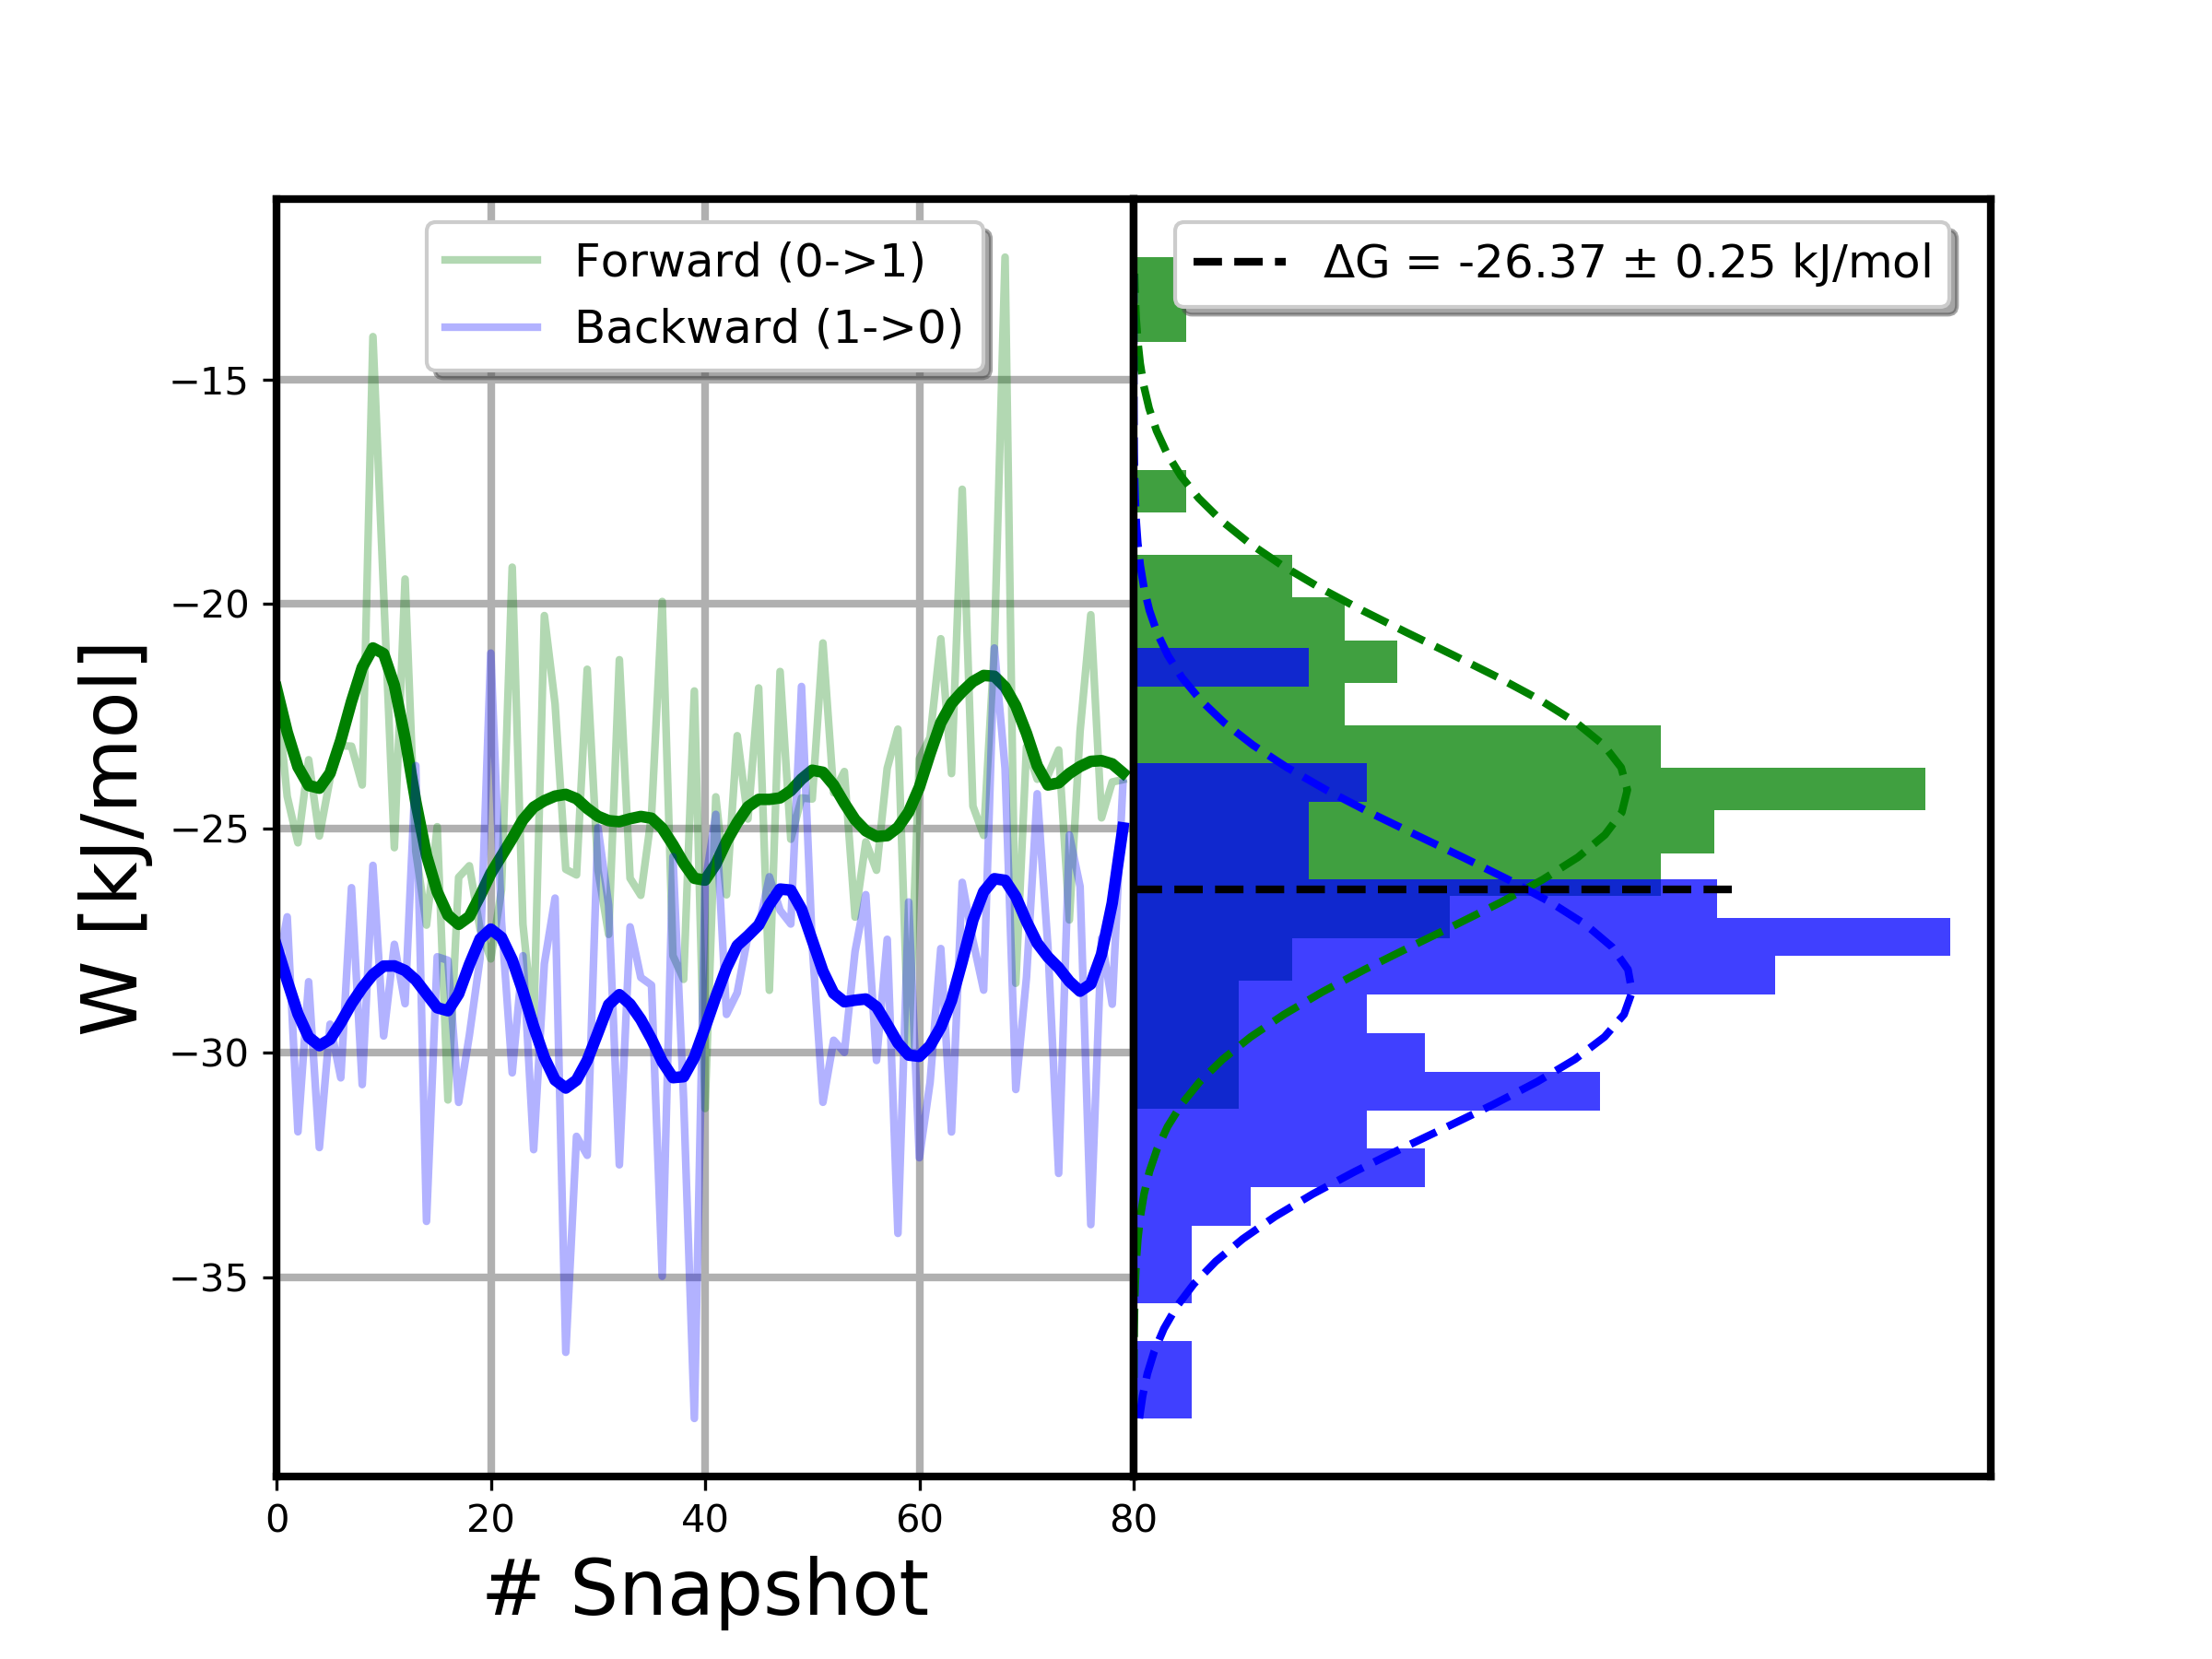 Forward (0->1)
Backward (1->0)
ΔG = -26.37 ± 0.25 kJ/mol
−15
−20
−25
−30
−35
W [kJ/mol]
0 20 40 60 80
# Snapshot